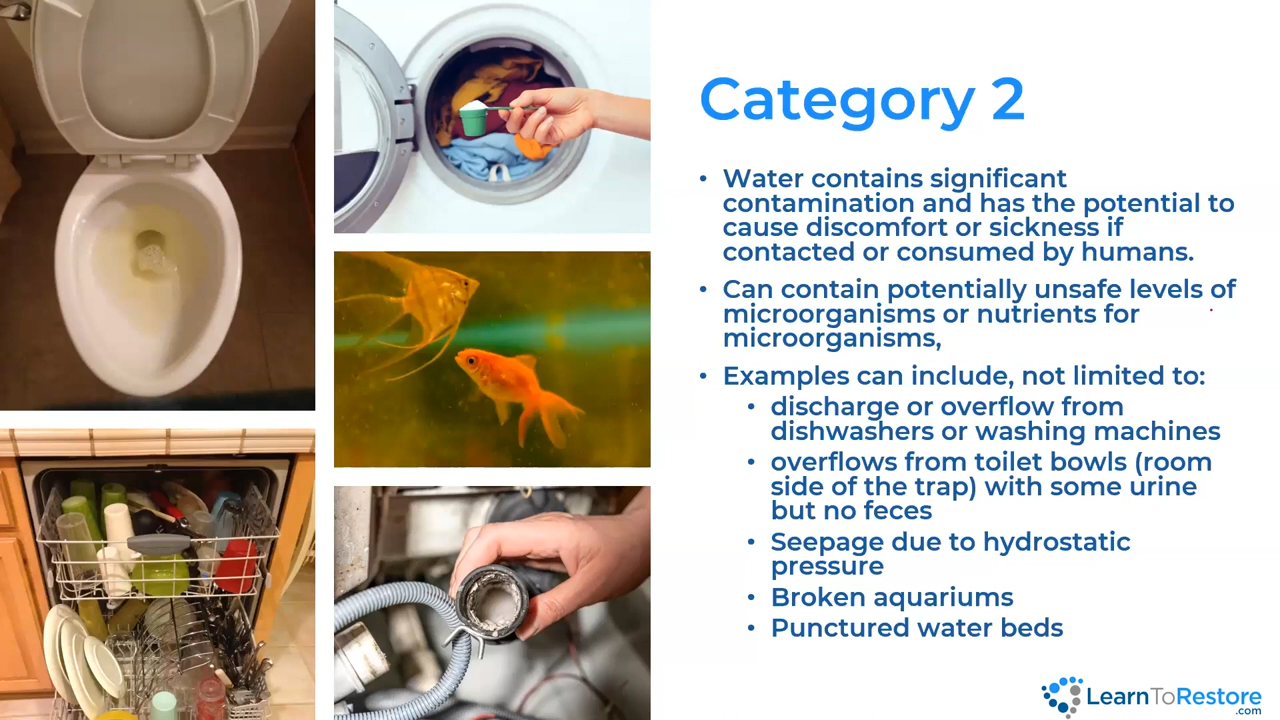 Category 2
• Water contains significant
contamination and has the potential to
cause discomfort or sickness if
contacted or consumed by humans.
• Can contain potentially unsafe levels of
microorganisms or nutrients for
microorganisms,
• Examples can include, not limited to:
• discharge or overflow from
dishwashers or washing machines
• overflows from toilet bowls (room
side of the trap) with some urine
but no feces
• Seepage due to hydrostatic
pressure
• Broken aquariums
• Punctured water beds
LearnToRestore
.com